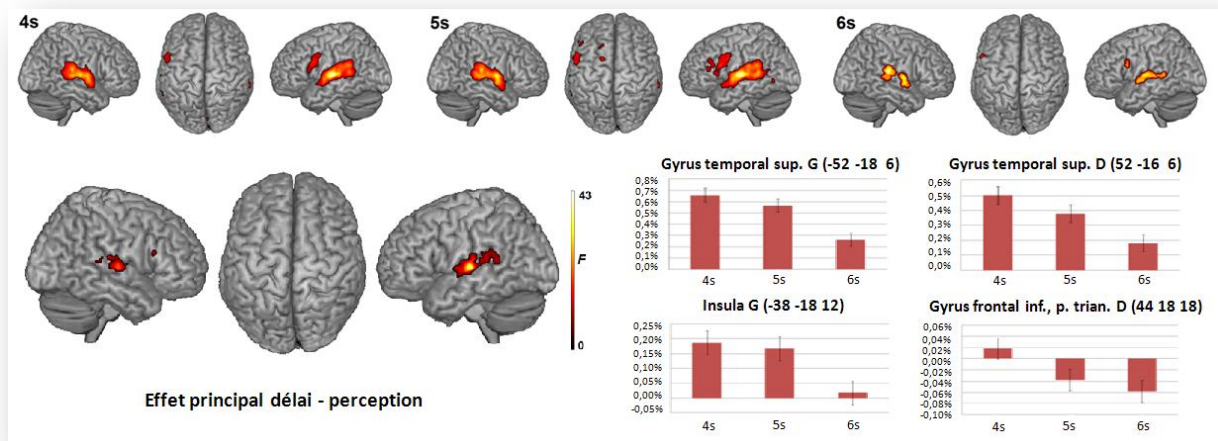 4s
5s
6s
Gyrus temporal sup. G (-52 -18 6)
0,8%
0,7%
0,6%
0,5%
0,4%
0,3%
0,2%
0,1%
0,0%
4s 5s 6s
Gyrus temporal sup. D (52 -16 6)
0,6%
0,5%
0,4%
0,3%
0,2%
0,1%
0,0%
4s 5s 6s
43
F
0
Insula G (-38 -18 12)
0,25%
0,20%
0,15%
0,10%
0,05%
0,00%
-0,05%
4s 5s 6s
Gyrus frontal inf., p. trian. D (44 18 18)
0,06%
0,04%
0,02%
0,00%
-0,02%
-0,04%
-0,06%
-0,08%
-0,10%
4s 5s 6s
Effet principal délai - perception